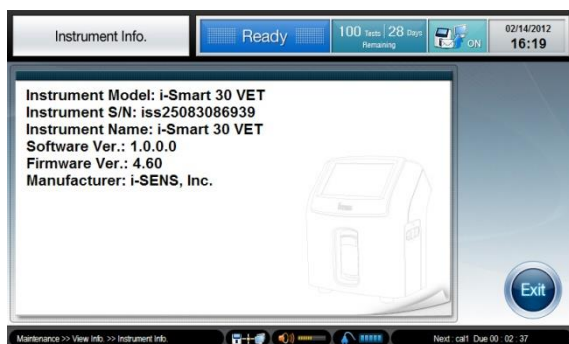 Instrument Info.
Ready
100 Tests 28 Days
Remaining
ON
02/14/2012
16:19
Instrument Model: i-Smart 30 VET
Instrument S/N: iss25083086939
Instrument Name: i-Smart 30 VET
Software Ver.: 1.0.0.0
Firmware Ver.: 4.60
Manufacturer: i-SENS, Inc.
Exit
Maintenance >> View Info. >> Instrument Info.
Next : cal1 Due 00 : 02 : 37